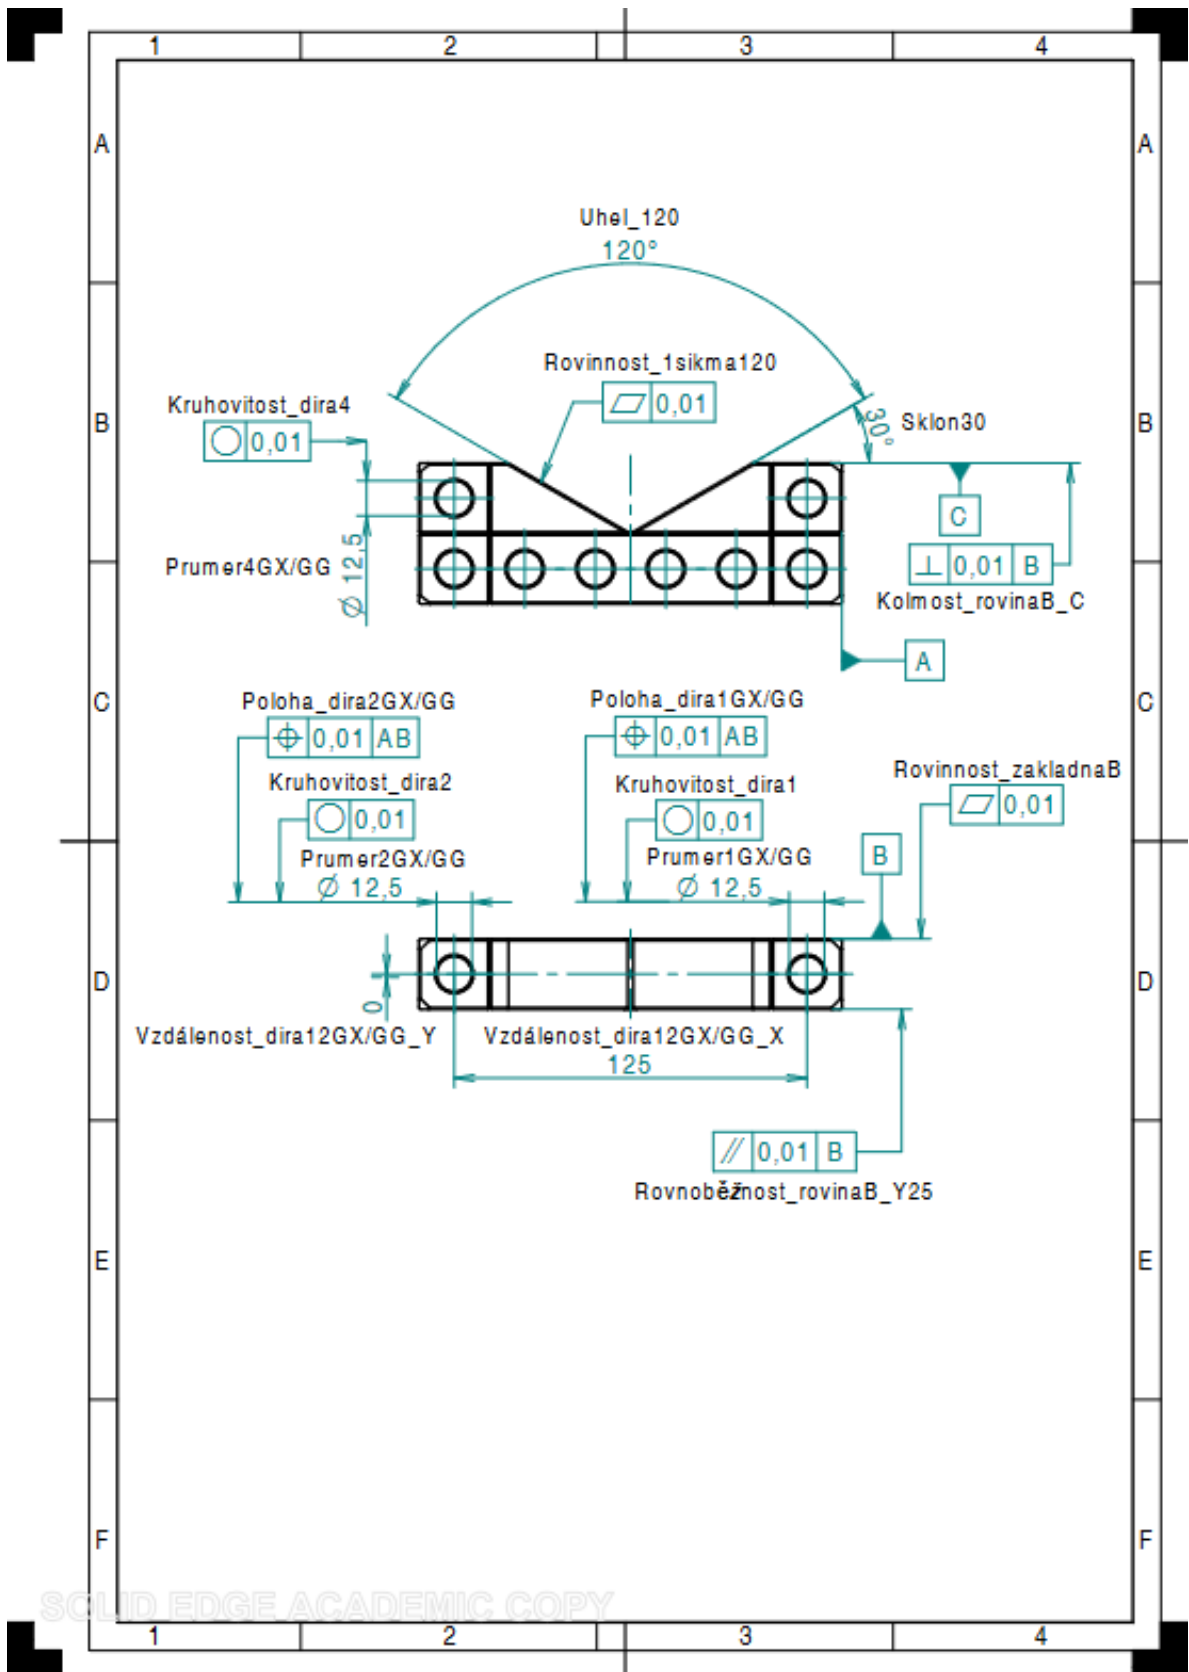 1 2 3 4
A A
Uhel_120
120°
Rovinnost_1sikma120
0,01
Kruhovitost_dira4
0,01
B B
30°
Sklon30
C
Ø 12,5
Prumer4GX/GG
⊥ 0,01 B
Kolmost_rovinaB_C
A
C C
Poloha_dira2GX/GG
⌖ 0,01 AB
Poloha_dira1GX/GG
⌖ 0,01 AB
Kruhovitost_dira2
0,01
Kruhovitost_dira1
0,01
Rovinnost_zakladnaB
0,01
Prumer2GX/GG
Ø 12,5
Prumer1GX/GG
Ø 12,5
B
D D
0
Vzdálenost_dira12GX/GG_Y
Vzdálenost_dira12GX/GG_X
125
// 0,01 B
Rovnoběžnost_rovinaB_Y25
E E
F F
SOLID EDGE ACADEMIC COPY
1 2 3 4